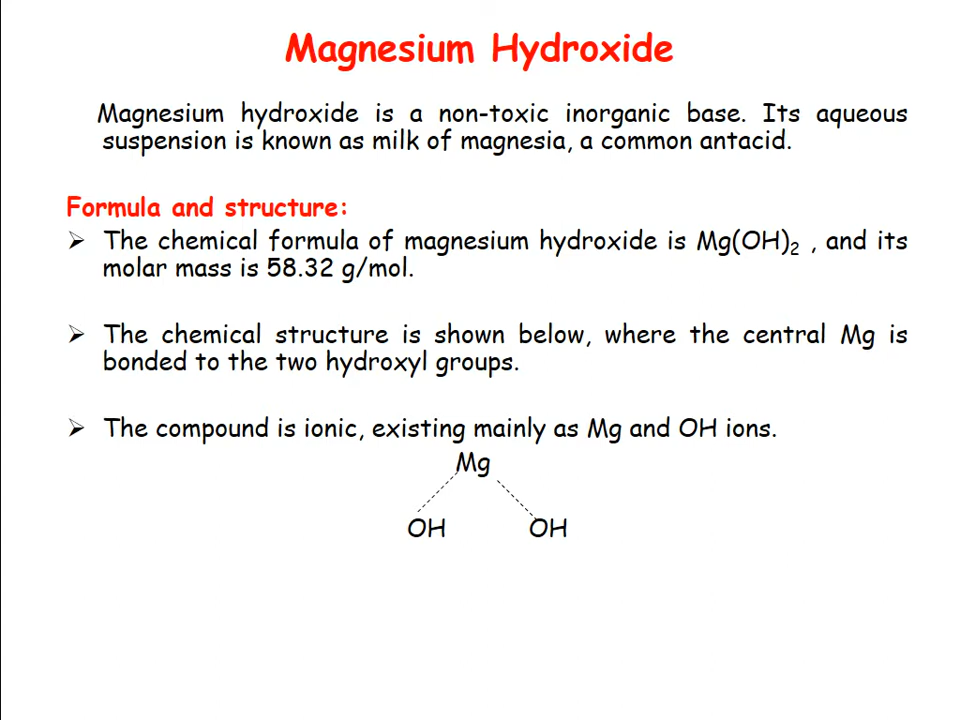 Magnesium Hydroxide
Magnesium hydroxide is a non-toxic inorganic base. Its aqueous
suspension is known as milk of magnesia, a common antacid.
Formula and structure:
➢ The chemical formula of magnesium hydroxide is Mg(OH)₂ , and its
molar mass is 58.32 g/mol.
➢ The chemical structure is shown below, where the central Mg is
bonded to the two hydroxyl groups.
➢ The compound is ionic, existing mainly as Mg and OH ions.
Mg
OH OH